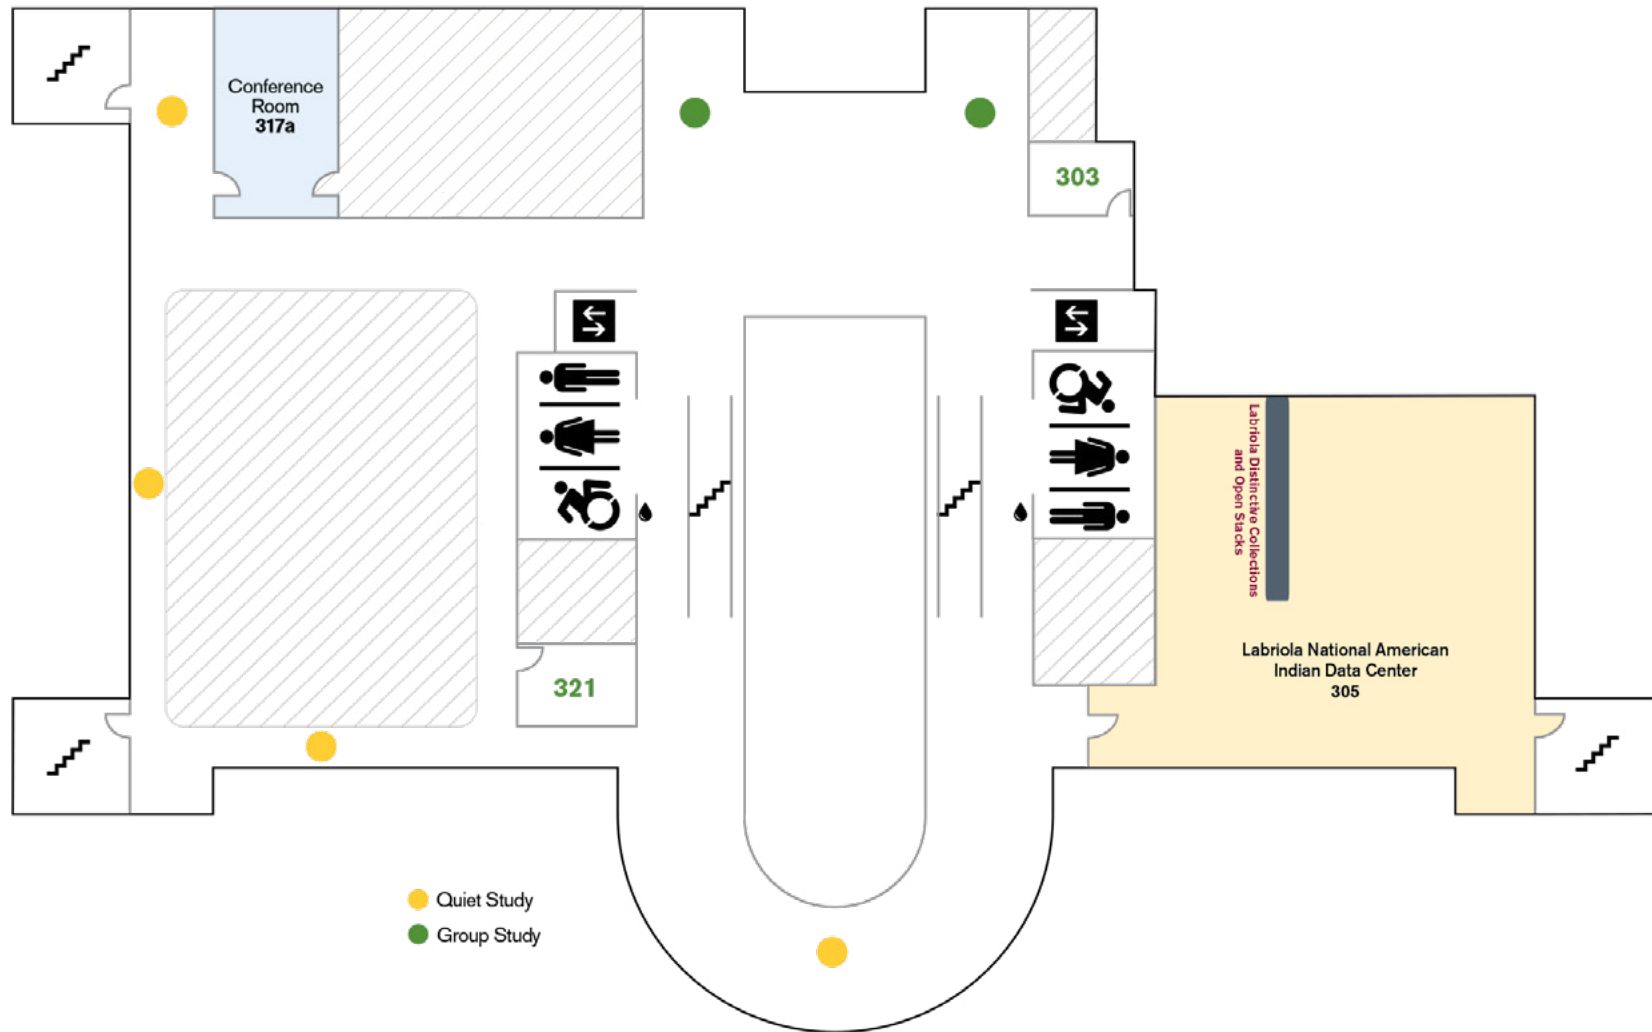 Conference
Room
317a
303
321
Labriola Distinctive Collections
and Open Stacks
Labriola National American
Indian Data Center
305
Quiet Study
Group Study